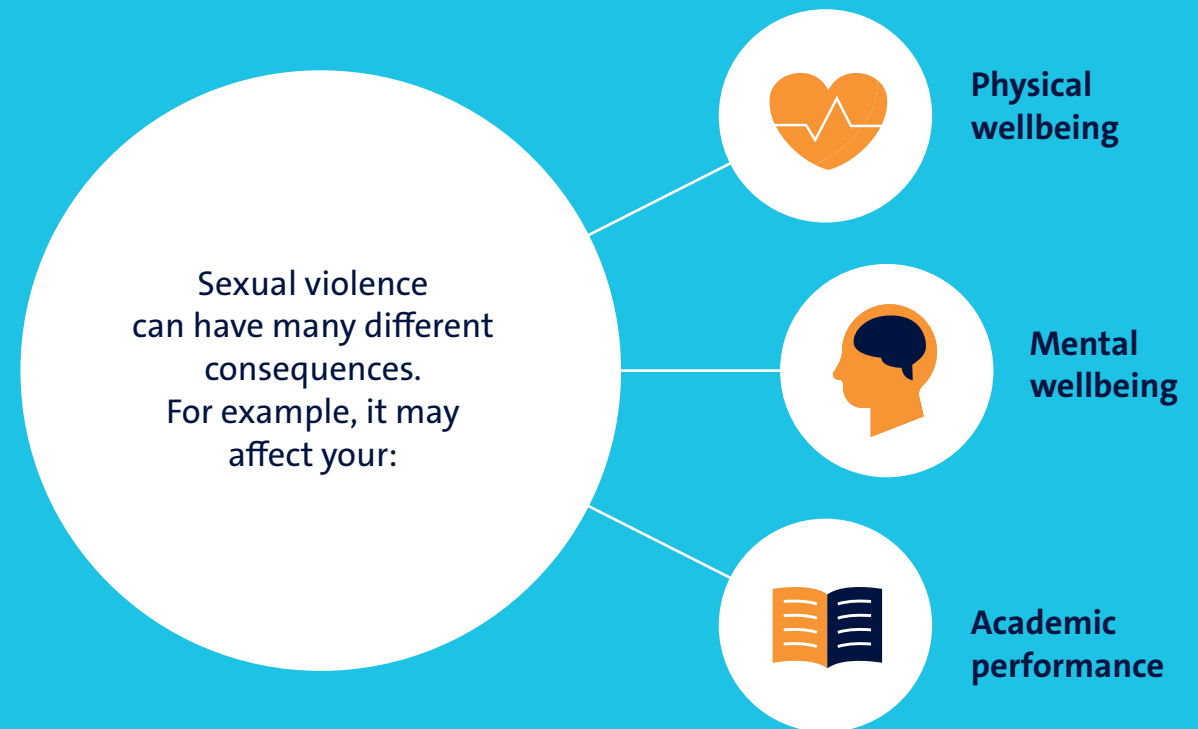 Sexual violence
can have many different
consequences.
For example, it may
affect your:
Physical
wellbeing
Mental
wellbeing
Academic
performance